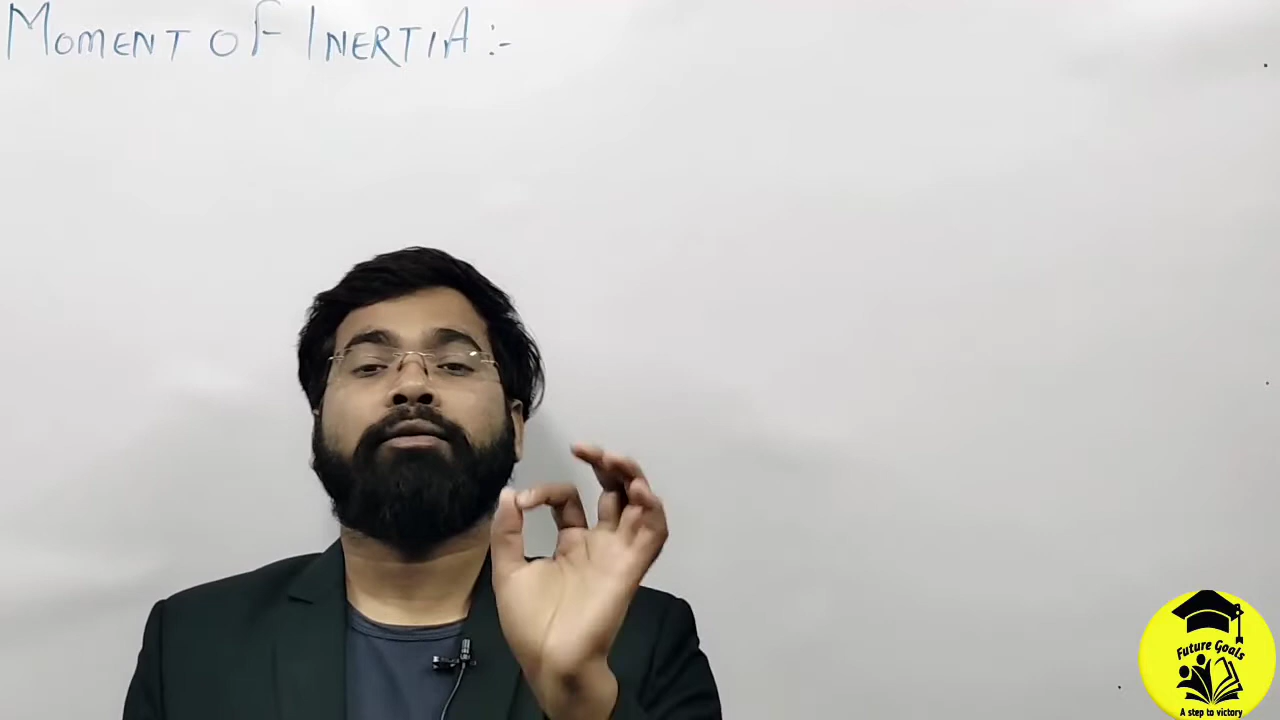 MOMENT OF INERTIA :-
Future Goals
A step to victory